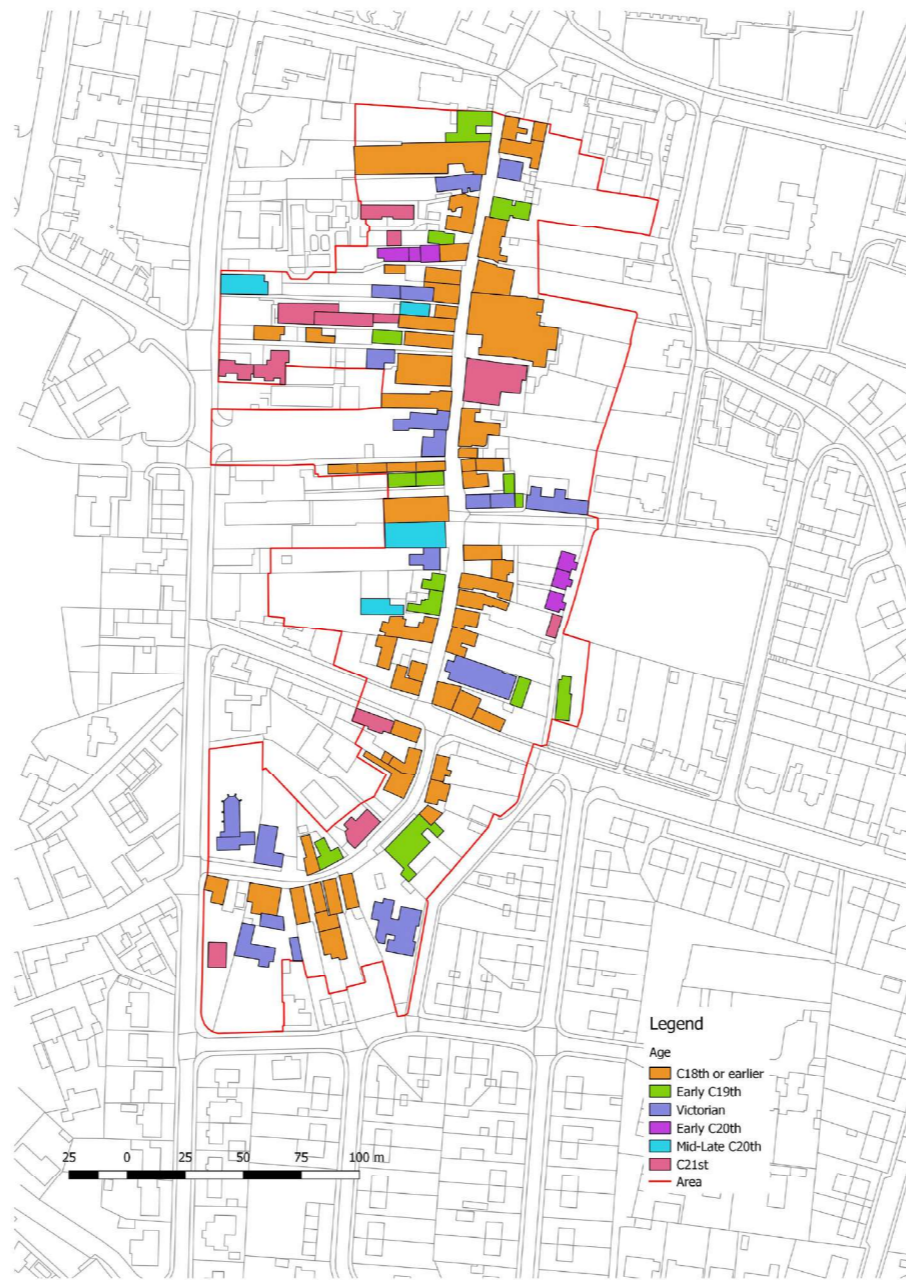 Legend
Age
C18th or earlier
Early C19th
Victorian
Early C20th
Mid-Late C20th
C21st
Area
25 0 25 50 75 100 m